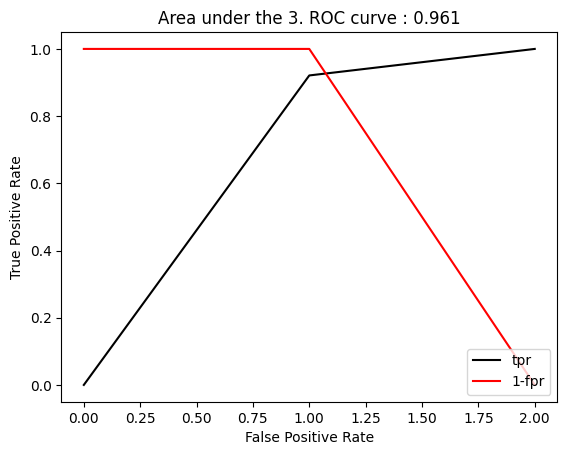 Area under the 3. ROC curve : 0.961
True Positive Rate
1.0
0.8
0.6
0.4
0.2
0.0
0.00 0.25 0.50 0.75 1.00 1.25 1.50 1.75 2.00
False Positive Rate
tpr
1-fpr